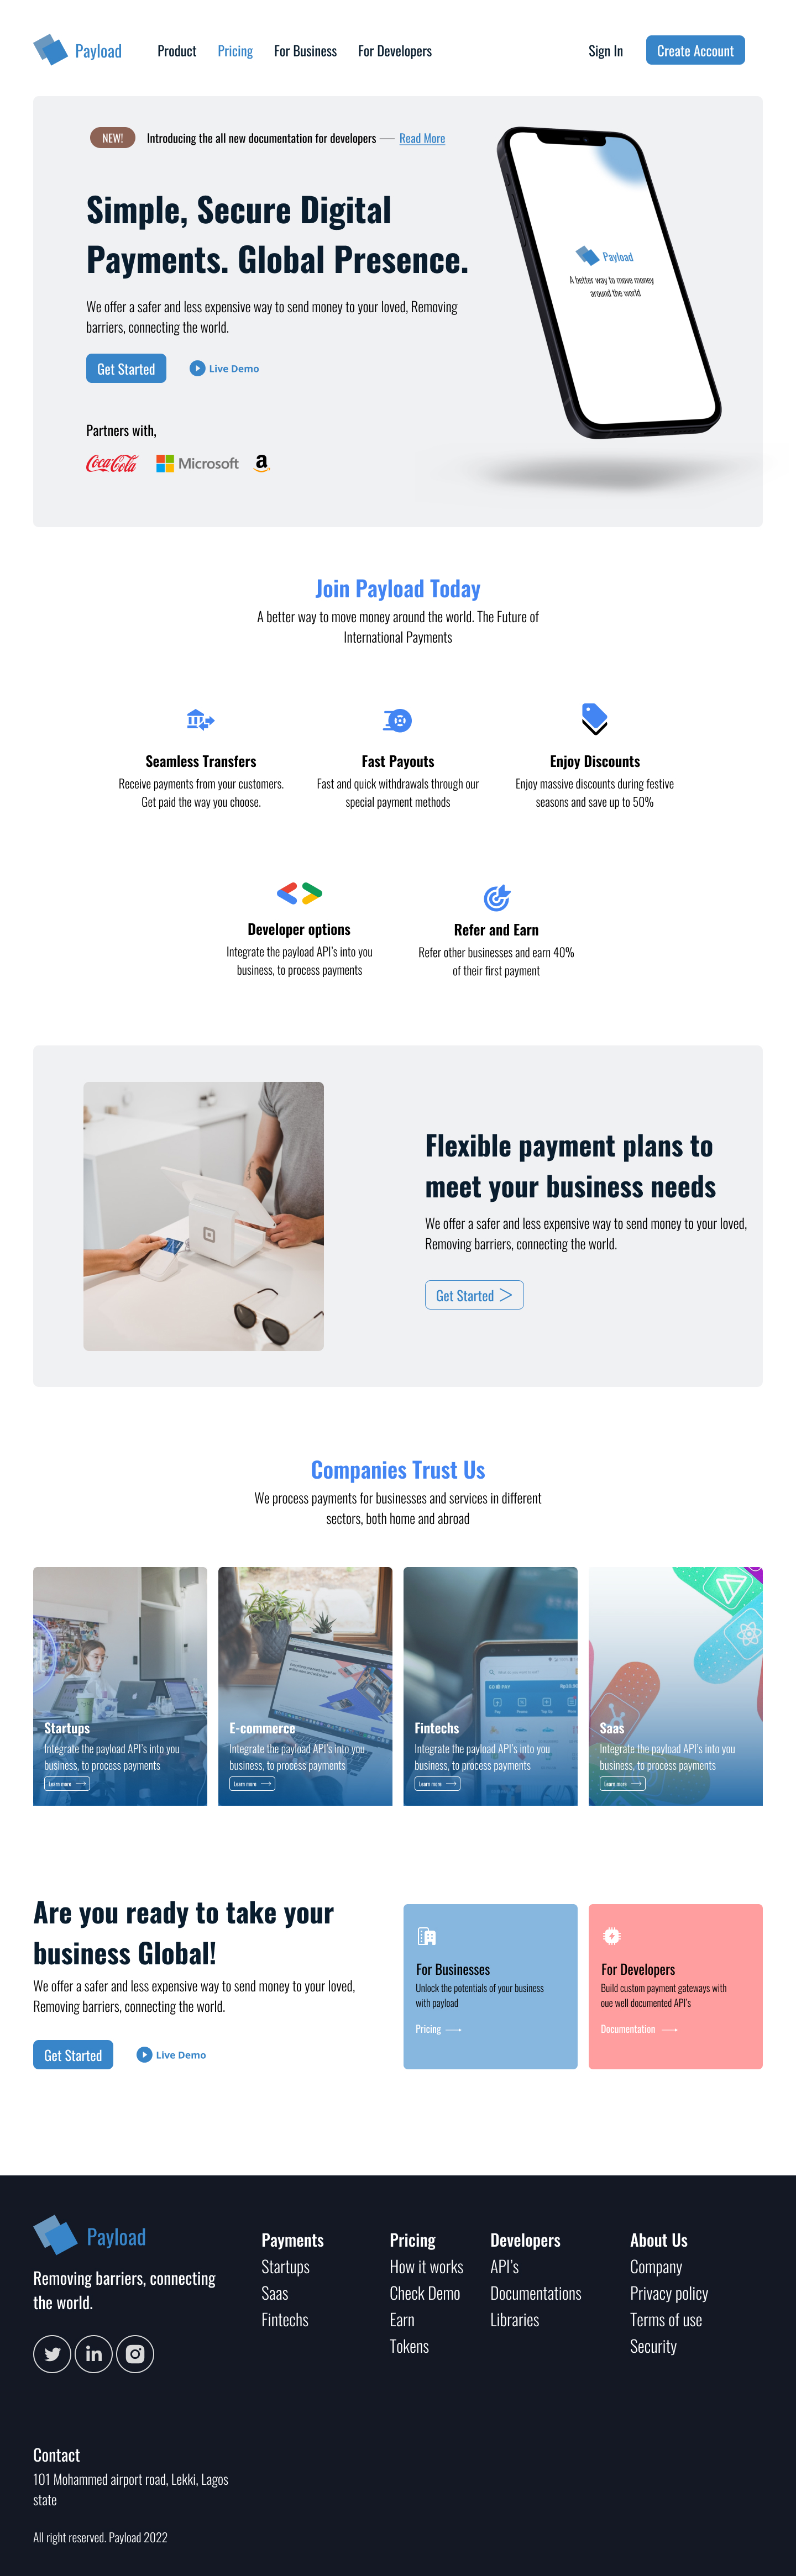 Payload
Product
Pricing
For Business
For Developers
Sign In
Create Account
NEW!
Introducing the all new documentation for developers — Read More
Simple, Secure Digital
Payments. Global Presence.
We offer a safer and less expensive way to send money to your loved, Removing
barriers, connecting the world.
Get Started
Live Demo
Partners with,
Coca-Cola
Microsoft
a
Payload
A better way to move money
around the world
Join Payload Today
A better way to move money around the world. The Future of
International Payments
Seamless Transfers
Receive payments from your customers.
Get paid the way you choose.
Fast Payouts
Fast and quick withdrawals through our
special payment methods
Enjoy Discounts
Enjoy massive discounts during festive
seasons and save up to 50%
Developer options
Integrate the payload API's into you
business, to process payments
Refer and Earn
Refer other businesses and earn 40%
of their first payment
Flexible payment plans to
meet your business needs
We offer a safer and less expensive way to send money to your loved,
Removing barriers, connecting the world.
Get Started
Companies Trust Us
We process payments for businesses and services in different
sectors, both home and abroad
Startups
Integrate the payload API's into you
business, to process payments
Learn more
E-commerce
Integrate the payload API's into you
business, to process payments
Learn more
Fintechs
Integrate the payload API's into you
business, to process payments
Learn more
Saas
Integrate the payload API's into you
business, to process payments
Learn more
Are you ready to take your
business Global!
We offer a safer and less expensive way to send money to your loved,
Removing barriers, connecting the world.
Get Started
Live Demo
For Businesses
Unlock the potentials of your business
with payload
Pricing
For Developers
Build custom payment gateways with
oue well documented API's
Documentation
Payload
Removing barriers, connecting
the world.
Payments
Startups
Saas
Fintechs
Pricing
How it works
Check Demo
Earn
Tokens
Developers
API's
Documentations
Libraries
About Us
Company
Privacy policy
Terms of use
Security
Contact
101 Mohammed airport road, Lekki, Lagos
state
All right reserved. Payload 2022